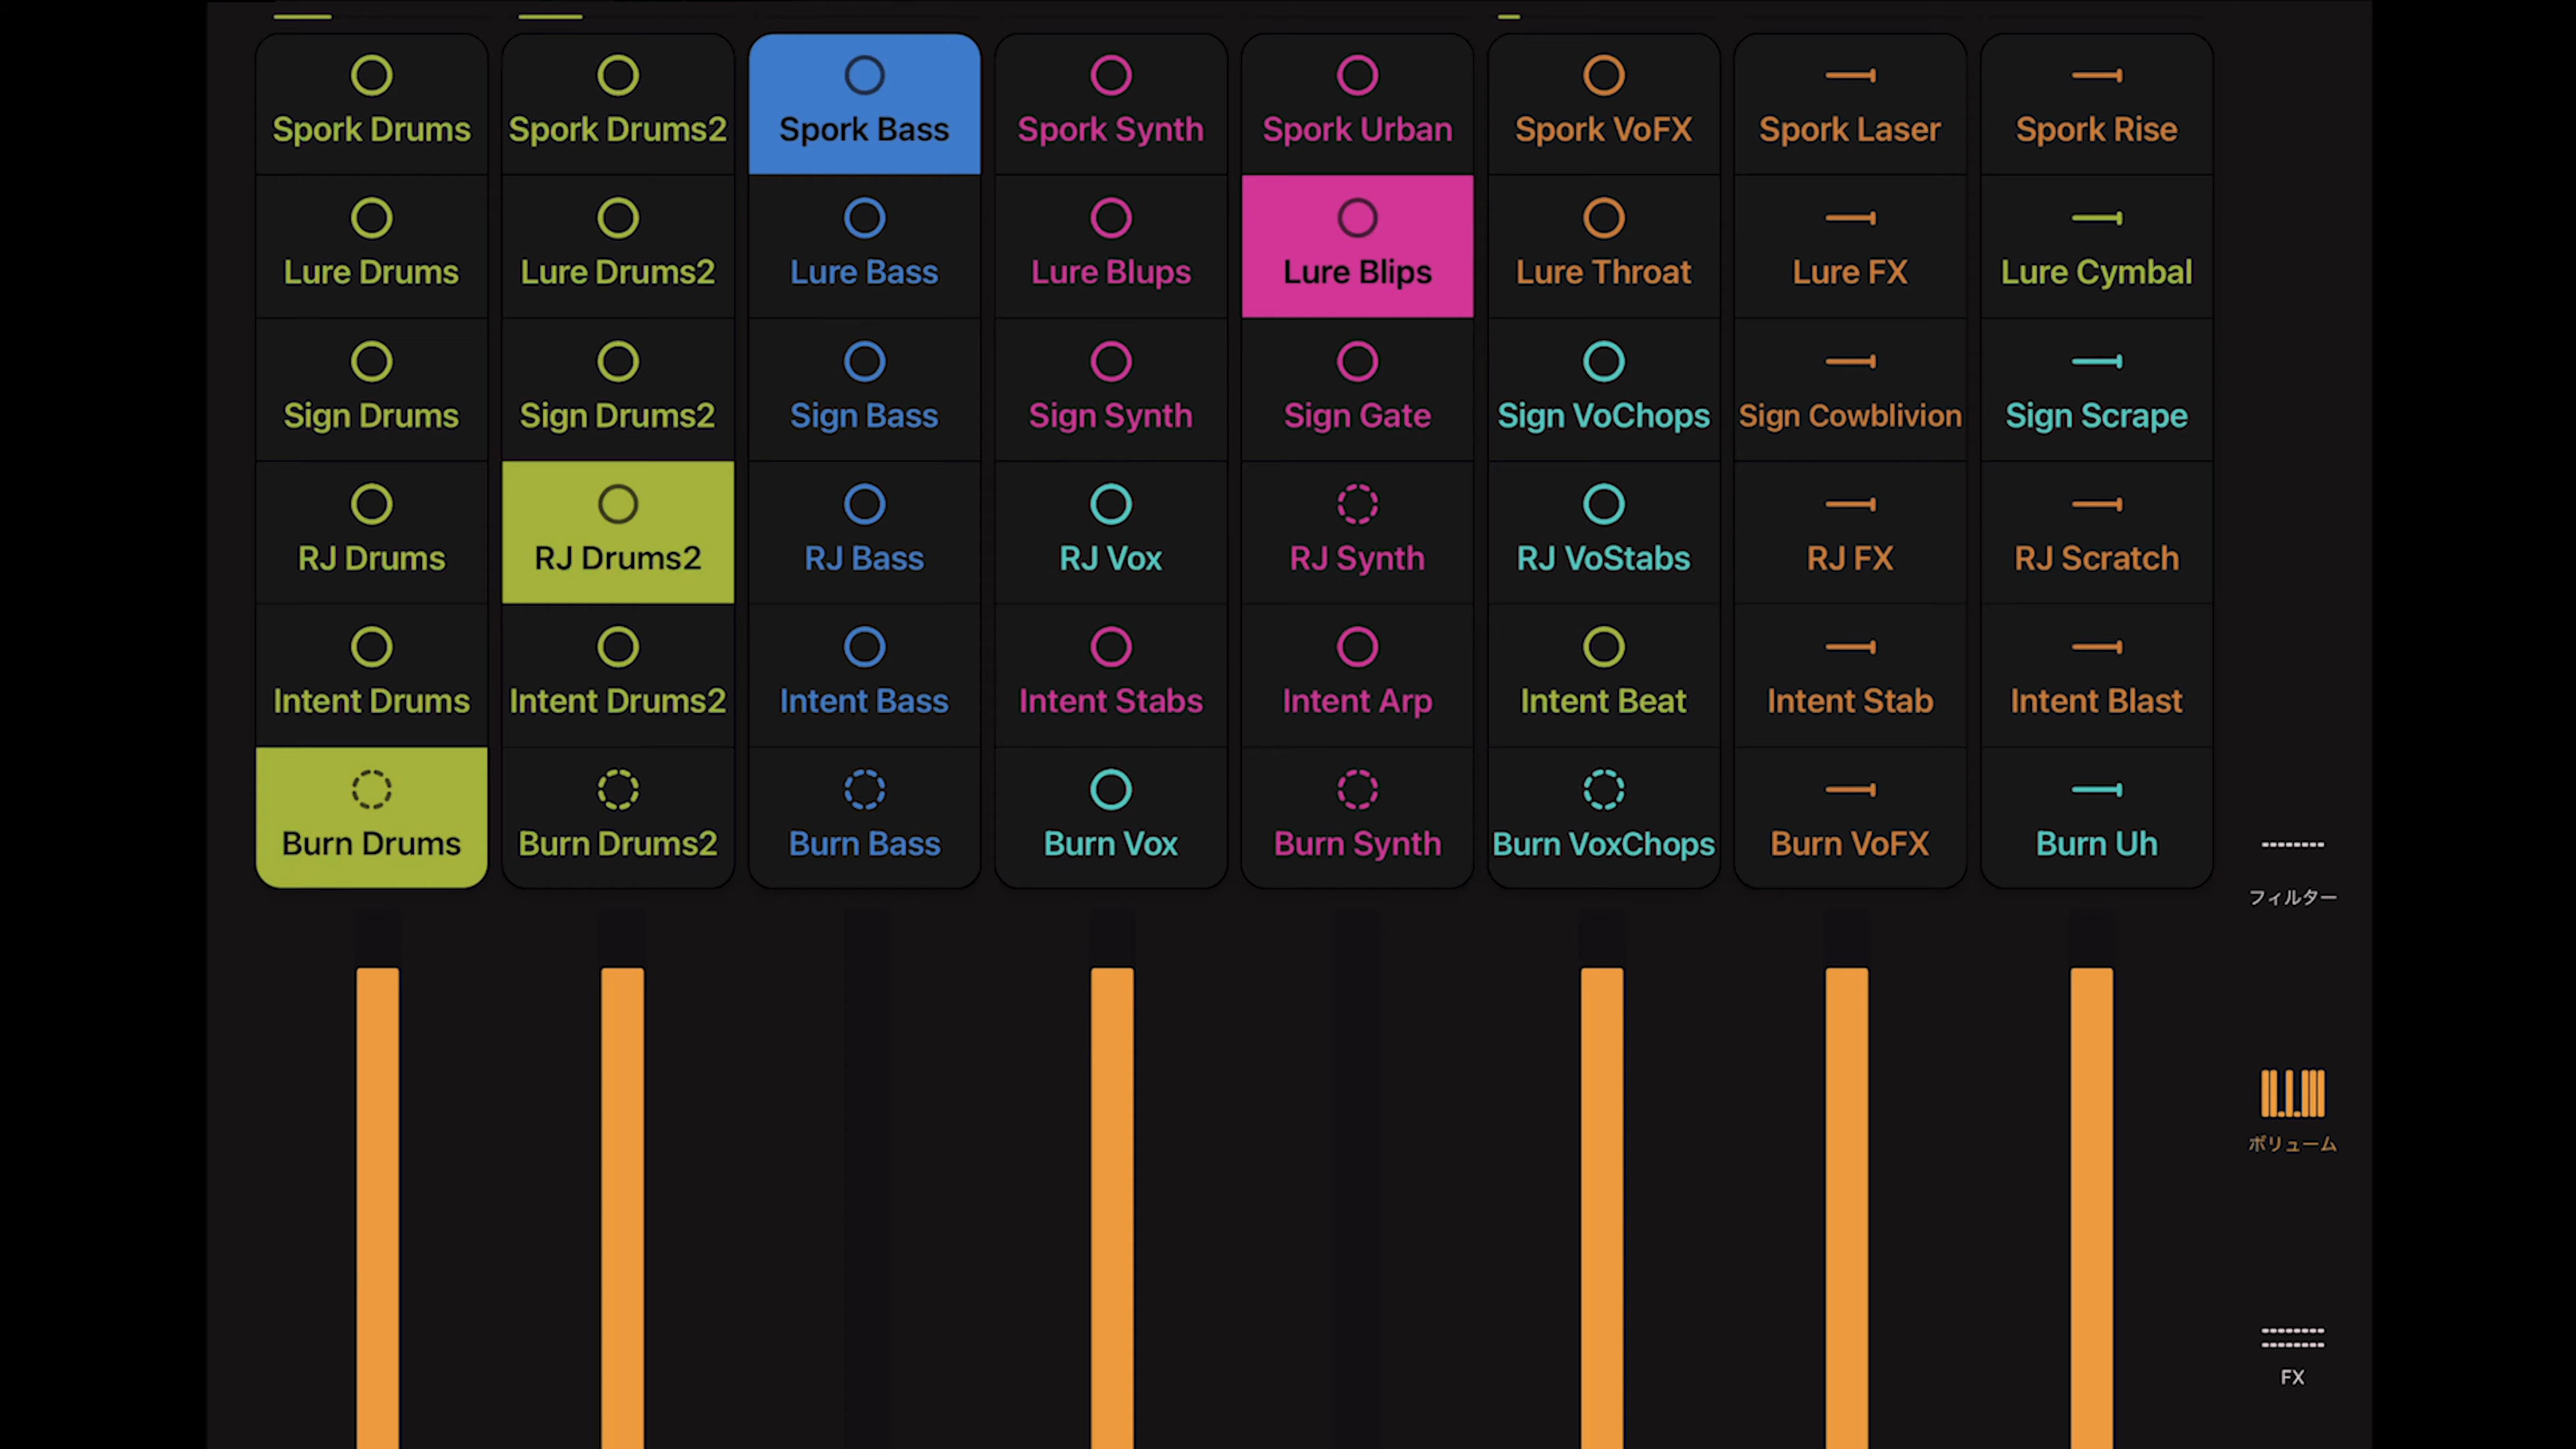 Spork Drums
Spork Drums2
Spork Bass
Spork Synth
Spork Urban
Spork VoFX
Spork Laser
Spork Rise
Lure Drums
Lure Drums2
Lure Bass
Lure Blups
Lure Blips
Lure Throat
Lure FX
Lure Cymbal
Sign Drums
Sign Drums2
Sign Bass
Sign Synth
Sign Gate
Sign VoChops
Sign Cowblivion
Sign Scrape
RJ Drums
RJ Drums2
RJ Bass
RJ Vox
RJ Synth
RJ VoStabs
RJ FX
RJ Scratch
Intent Drums
Intent Drums2
Intent Bass
Intent Stabs
Intent Arp
Intent Beat
Intent Stab
Intent Blast
Burn Drums
Burn Drums2
Burn Bass
Burn Vox
Burn Synth
Burn VoxChops
Burn VoFX
Burn Uh
フィルター
ボリューム
FX